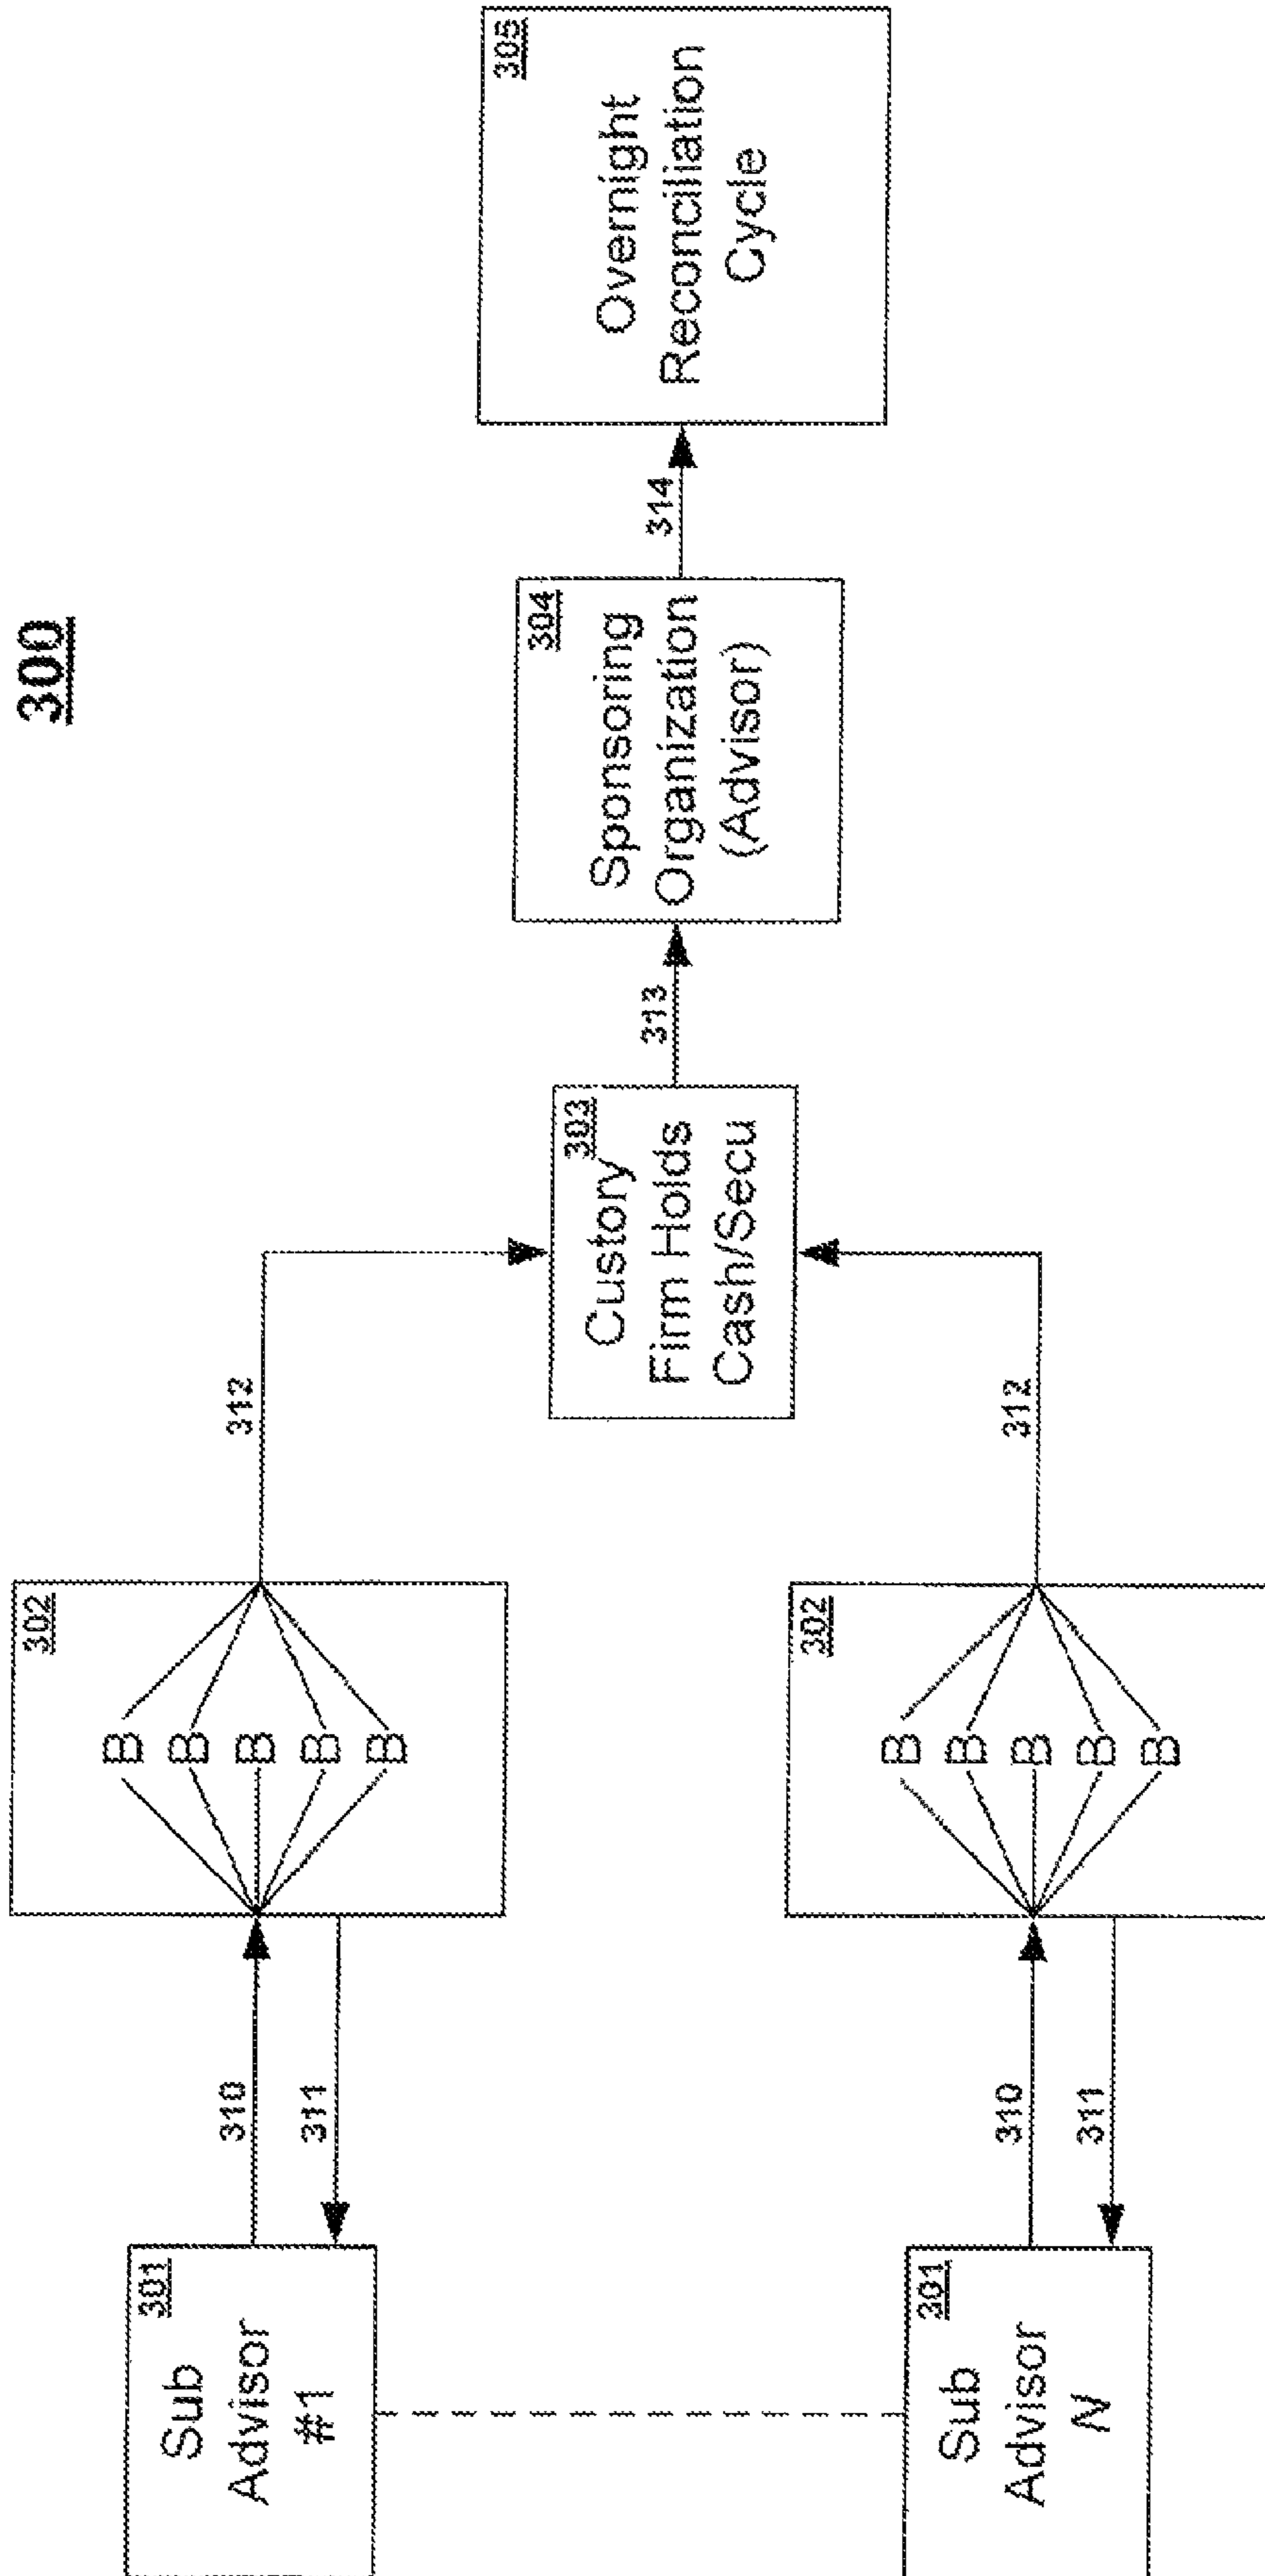 300
301
Sub
Advisor
#1
310
311
302
B
B
B
B
B
312
303
Custory
Firm Holds
Cash/Secu
313
304
Sponsoring
Organization
(Advisor)
314
305
Overnight
Reconciliation
Cycle
301
Sub
Advisor
N
310
311
302
B
B
B
B
B
312